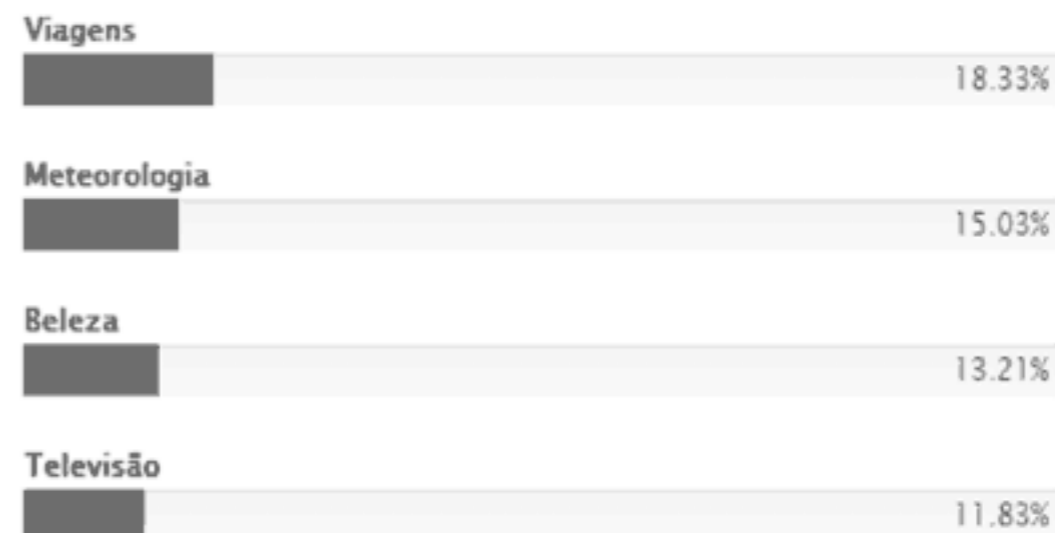 Viagens
18.33%
Meteorologia
15.03%
Beleza
13.21%
Televisão
11.83%